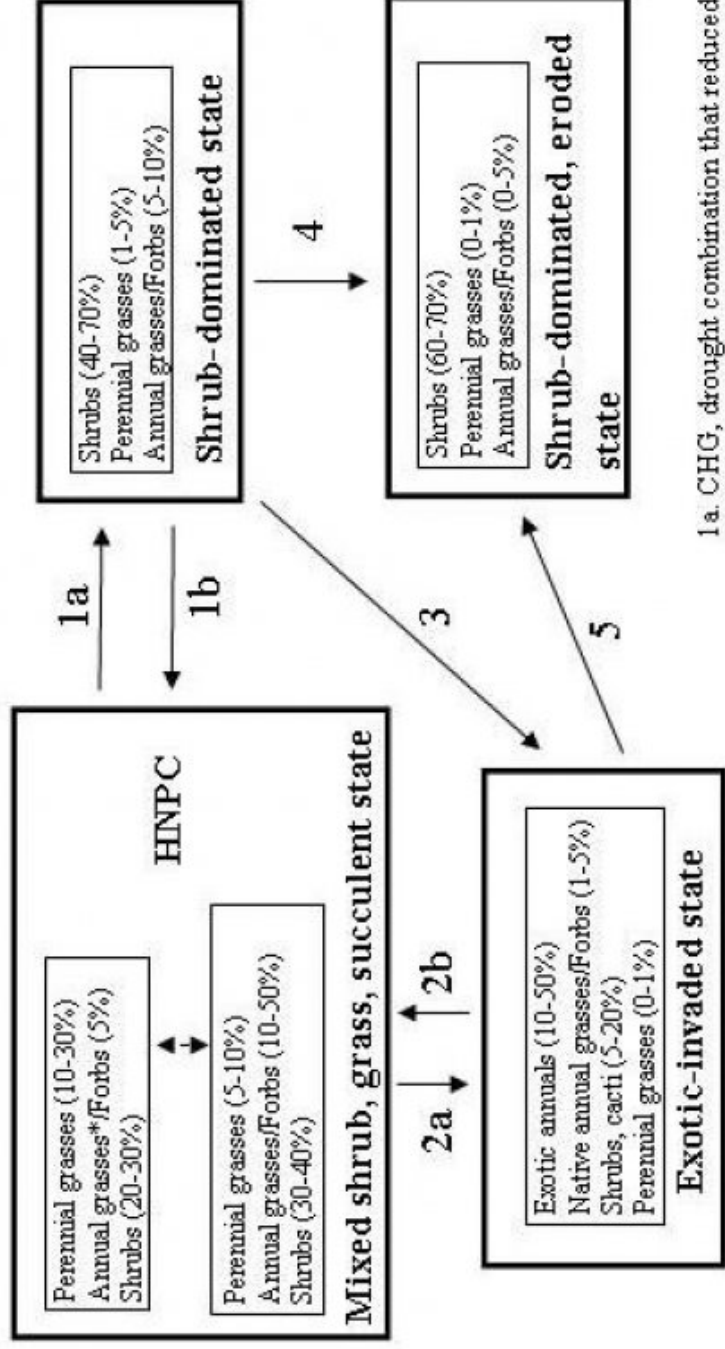 Perennial grasses (10-30%)
Annual grasses*/Forbs (5%)
Shrubs (20-30%)
HNPC
Perennial grasses (5-10%)
Annual grasses/Forbs (10-50%)
Shrubs (30-40%)
Mixed shrub, grass, succulent state
1a
1b
Shrubs (40-70%)
Perennial grasses (1-5%)
Annual grasses/Forbs (5-10%)
Shrub-dominated state
2a
2b
3
4
Exotic annuals (10-50%)
Native annual grasses/Forbs (1-5%)
Shrubs, cacti (5-20%)
Perennial grasses (0-1%)
Exotic-invaded state
5
Shrubs (60-70%)
Perennial grasses (0-1%)
Annual grasses/Forbs (0-5%)
Shrub-dominated, eroded
state
1a. CHG, drought combination that reduced